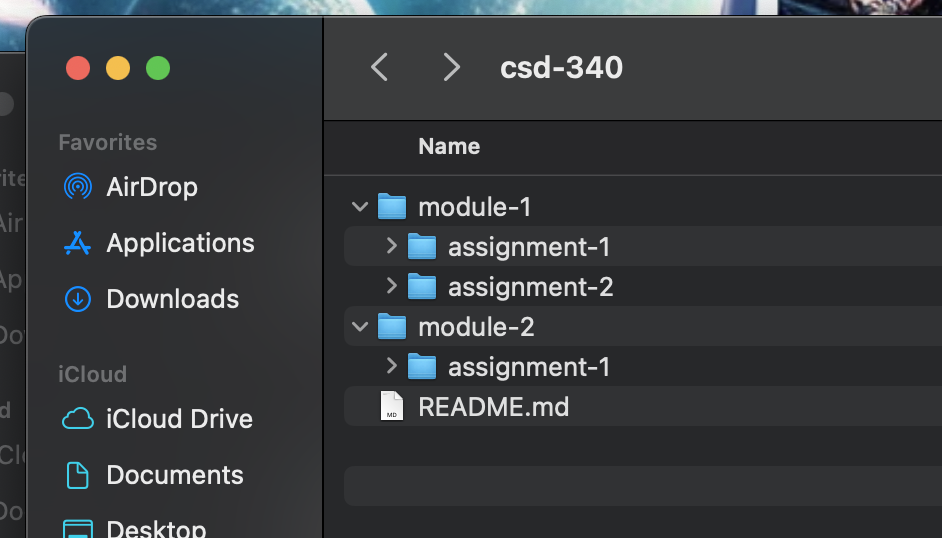 csd-340
Favorites
AirDrop
Applications
Downloads
iCloud
iCloud Drive
Documents
Desktop
Name
module-1
assignment-1
assignment-2
module-2
assignment-1
MD
README.md